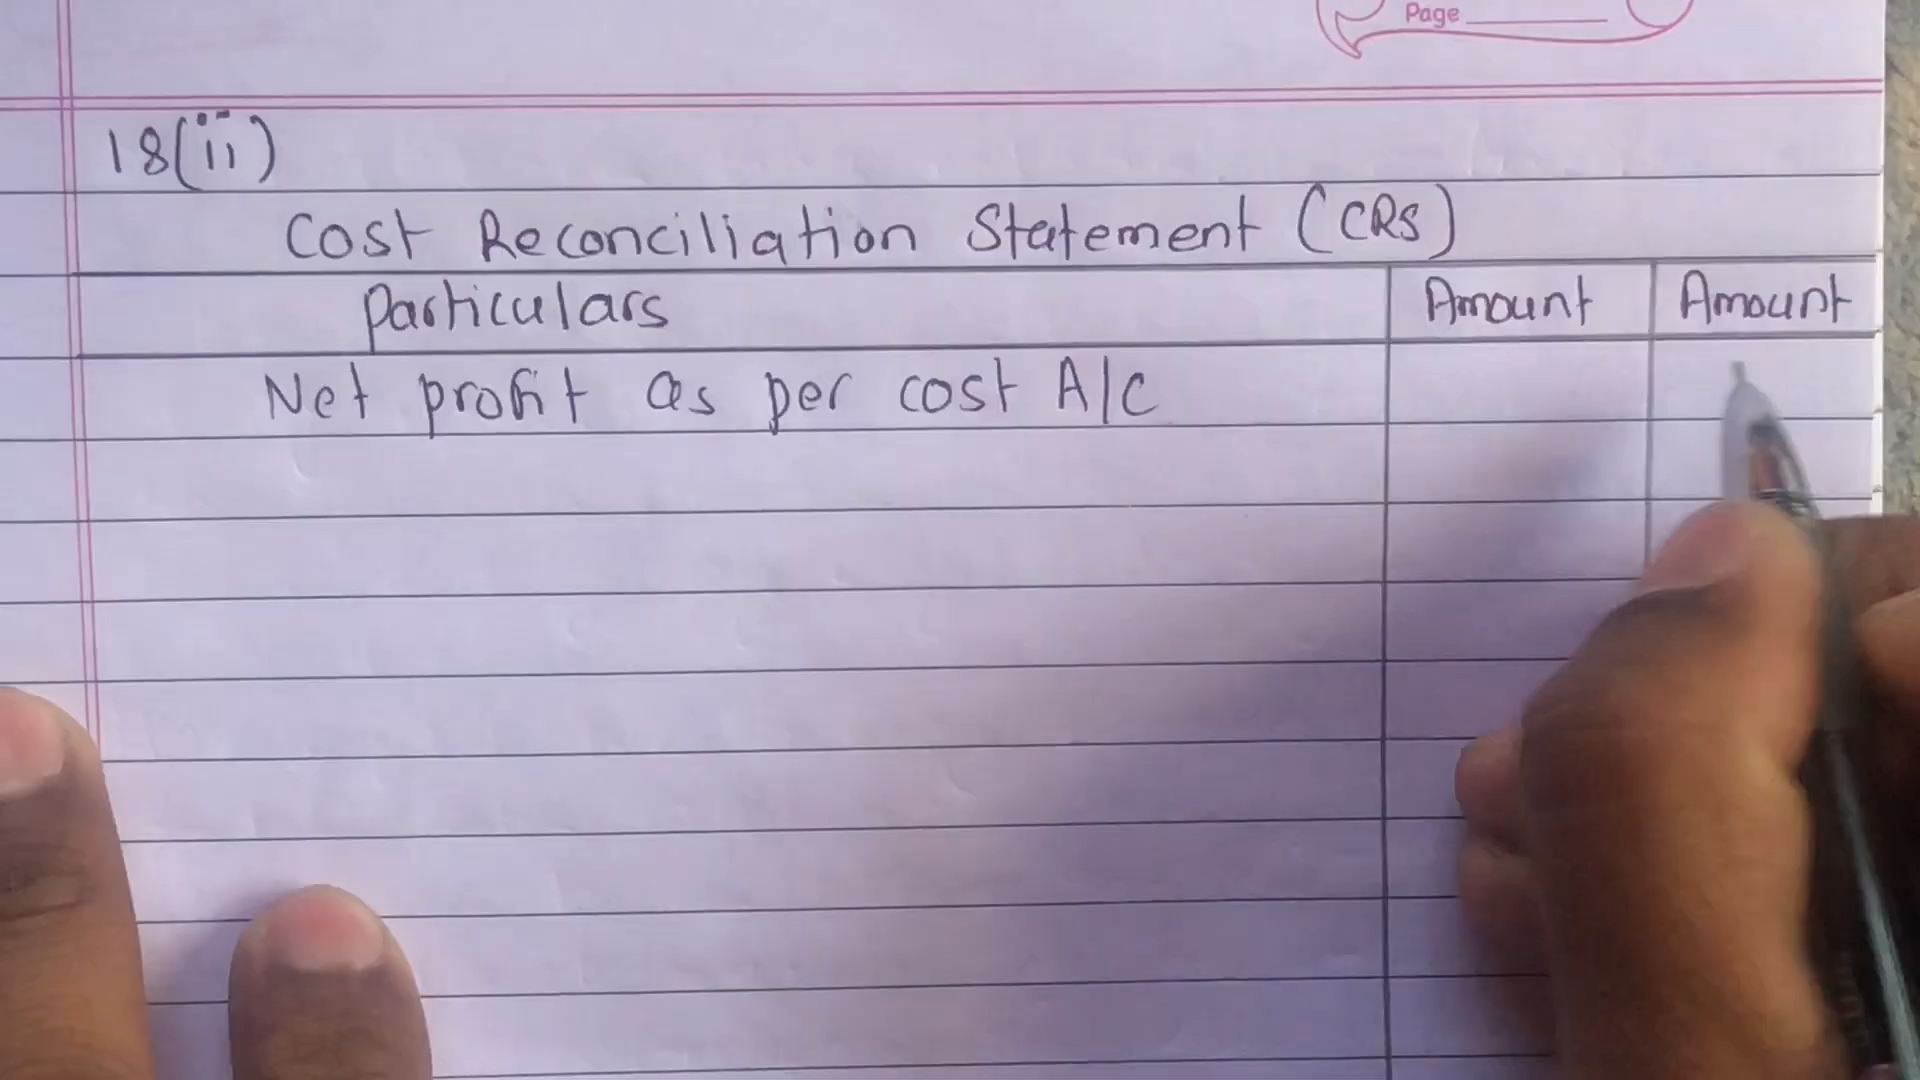 Page
18(ii)
Cost Reconciliation Statement (CRS)
Particulars Amount Amount
Net profit as per cost A/C